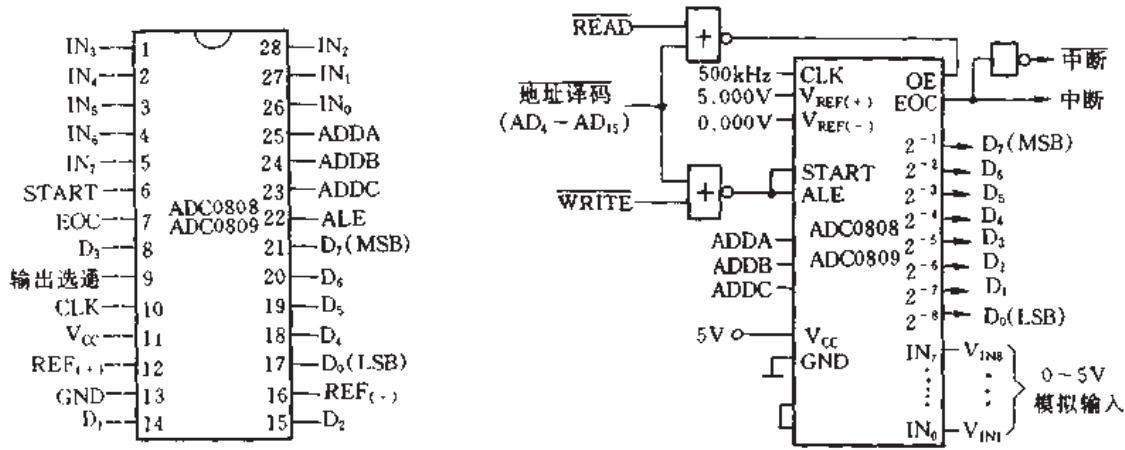 IN₃ 1 28 IN₂
IN₄ 2 27 IN₁
IN₅ 3 26 IN₀
IN₆ 4 25 ADDA
IN₇ 5 24 ADDB
START 6 23 ADDC
EOC 7 22 ALE
D₃ 8 21 D₇(MSB)
输出选通 9 20 D₆
CLK 10 19 D₅
V_CC 11 18 D₄
REF₍₊₎ 12 17 D₀(LSB)
GND 13 16 REF₍₋₎
D₁ 14 15 D₂
ADC0808
ADC0809
READ
+
地址译码
(AD₄-AD₁₅)
WRITE
+
500kHz CLK
5.000V V_REF(+)
0.000V V_REF(-)
START
ALE
ADC0808
ADC0809
ADDA
ADDB
ADDC
5V V_CC
GND
OE
EOC
中断
中断
2⁻¹ D₇(MSB)
2⁻² D₆
2⁻³ D₅
2⁻⁴ D₄
2⁻⁵ D₃
2⁻⁶ D₂
2⁻⁷ D₁
2⁻⁸ D₀(LSB)
IN₇ V_IN8
IN₀ V_IN1
0~5V
模拟输入